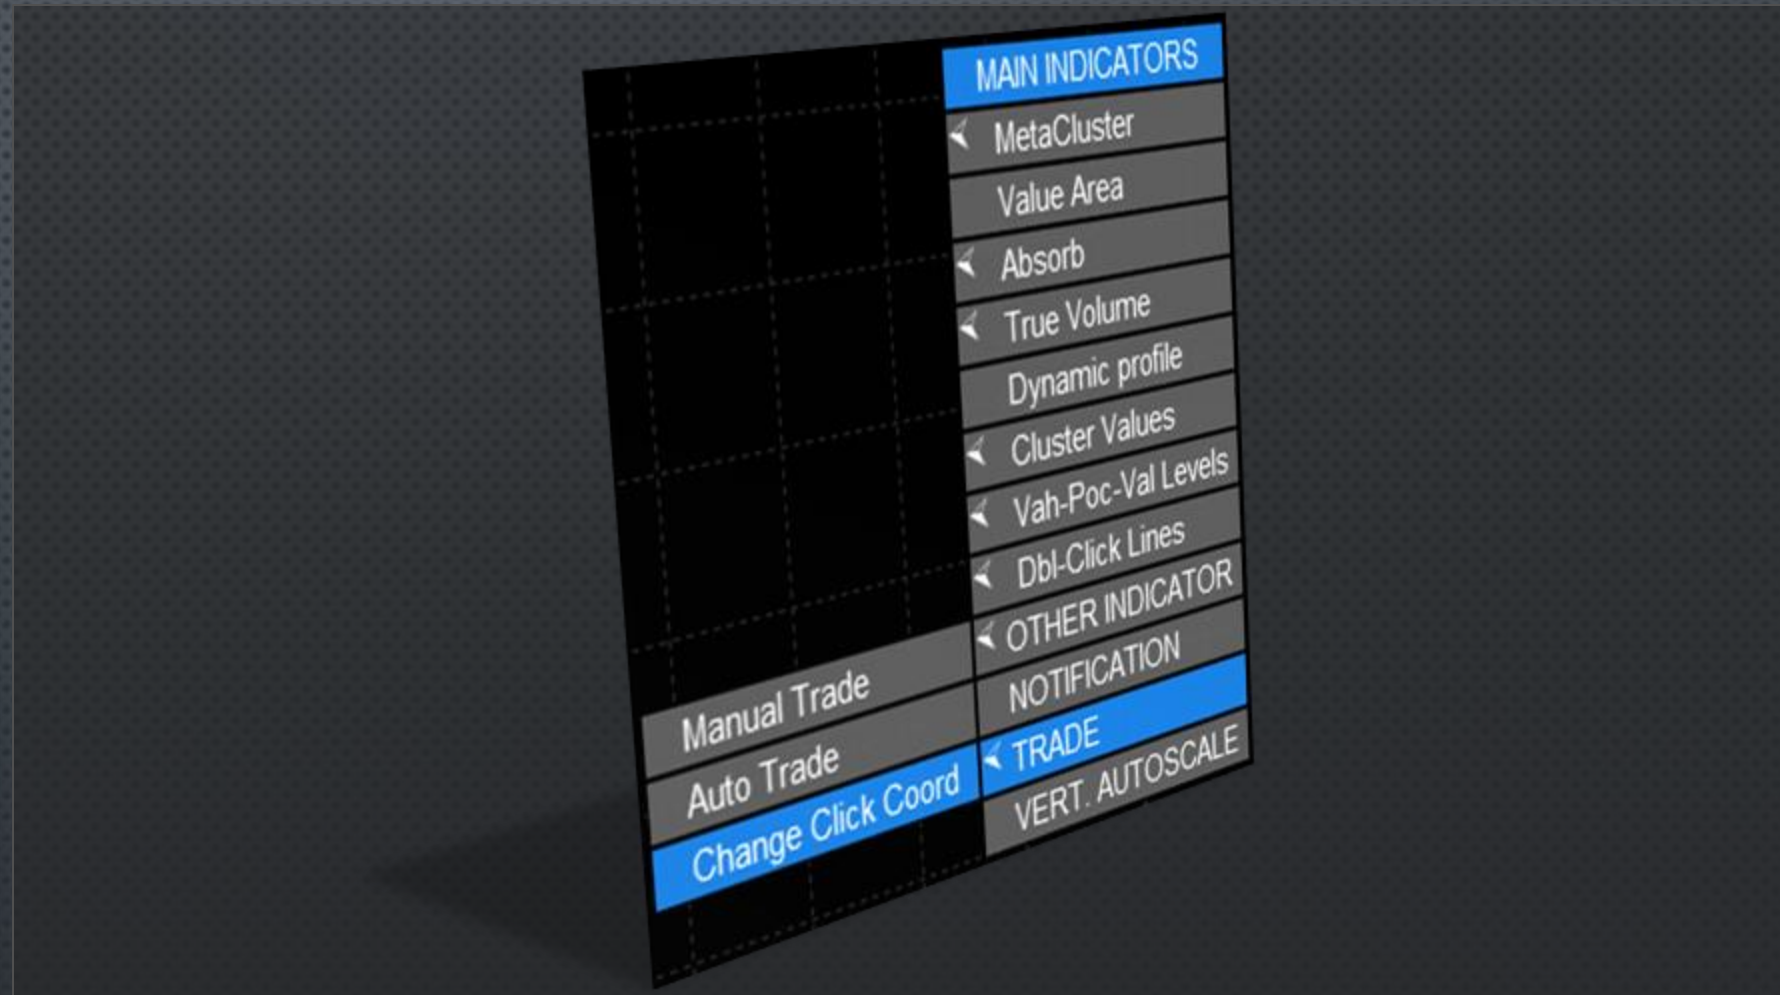 MAIN INDICATORS
MetaCluster
Value Area
Absorb
True Volume
Dynamic profile
Cluster Values
Vah-Poc-Val Levels
Dbl-Click Lines
OTHER INDICATOR
NOTIFICATION
TRADE
VERT. AUTOSCALE
Manual Trade
Auto Trade
Change Click Coord